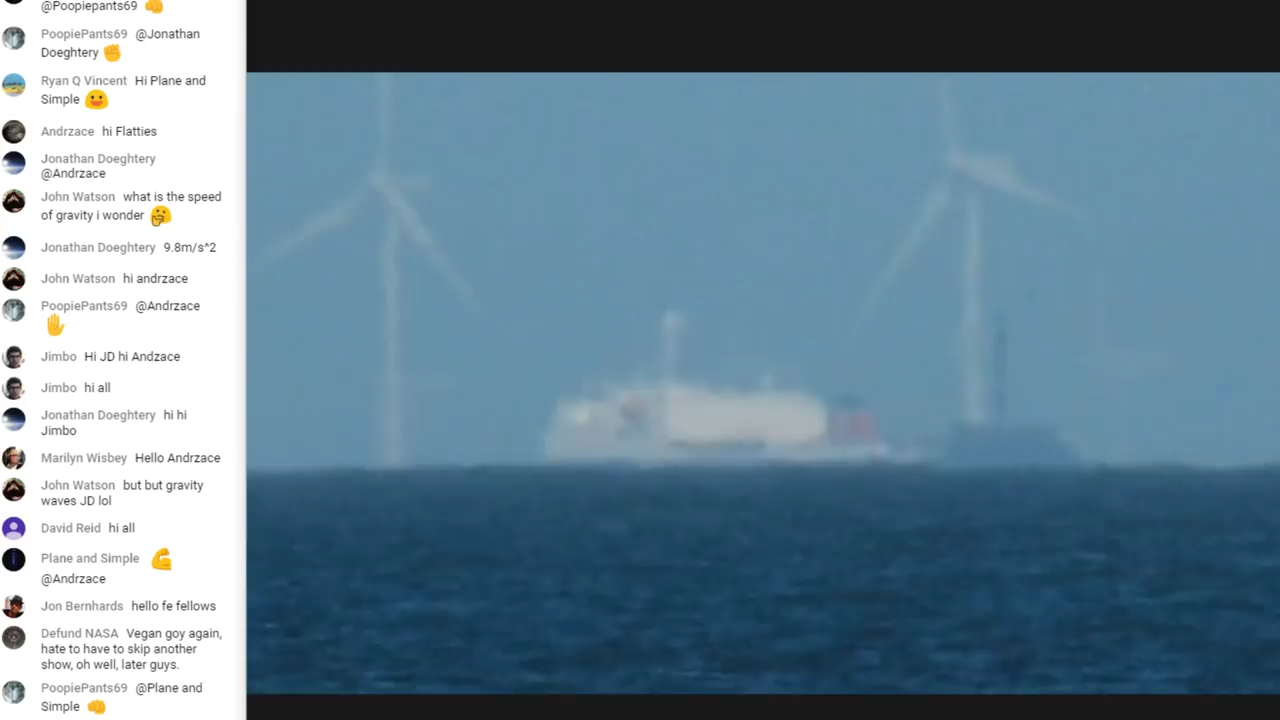 @Poopiepants69 👊
PoopiePants69 @Jonathan
Doeghtery ✊
Ryan Q Vincent Hi Plane and
Simple 😃
Andrzace hi Flatties
Jonathan Doeghtery
@Andrzace
John Watson what is the speed
of gravity i wonder 🤔
Jonathan Doeghtery 9.8m/s^2
John Watson hi andrzace
PoopiePants69 @Andrzace
✋
Jimbo Hi JD hi Andzace
Jimbo hi all
Jonathan Doeghtery hi hi
Jimbo
Marilyn Wisbey Hello Andrzace
John Watson but but gravity
waves JD lol
David Reid hi all
Plane and Simple 💪
@Andrzace
Jon Bernhards hello fe fellows
Defund NASA Vegan goy again,
hate to have to skip another
show, oh well, later guys.
PoopiePants69 @Plane and
Simple 👊